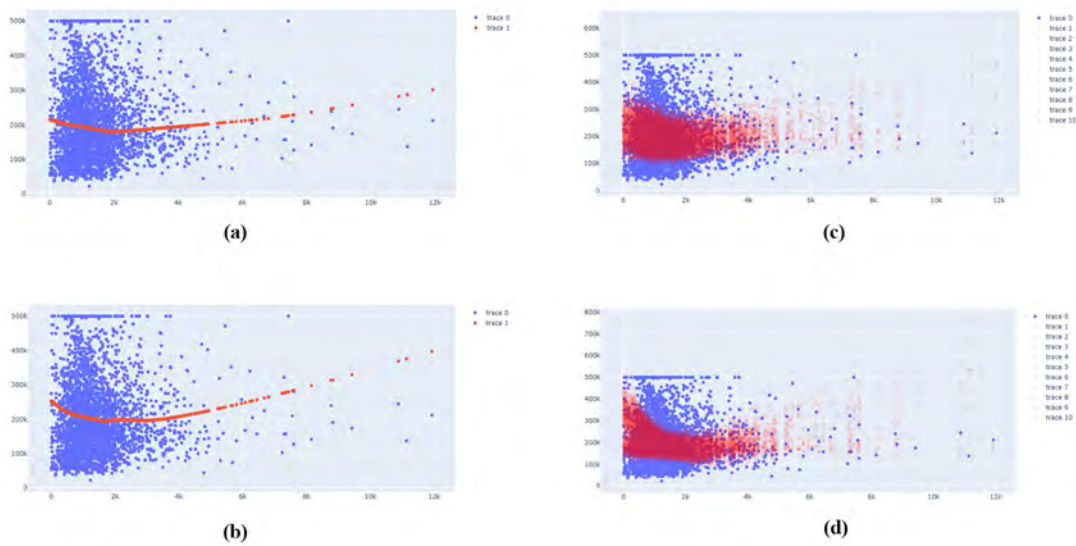 500k
400k
300k
200k
100k
0
0
2k
4k
6k
8k
10k
12k
trace 0
trace 1
(a)
600k
500k
400k
300k
200k
100k
0
0
2k
4k
6k
8k
10k
12k
trace 0
trace 1
trace 2
trace 3
trace 4
trace 5
trace 6
trace 7
trace 8
trace 9
trace 10
(c)
400k
200k
100k
0
0
2k
4k
6k
8k
10k
12k
trace 0
(b)
800k
700k
600k
500k
400k
300k
200k
100k
0
0
2k
4k
6k
8k
10k
12k
trace 0
trace 1
trace 2
trace 3
trace 4
trace 5
trace 6
trace 7
trace 8
trace 9
trace 10
(d)